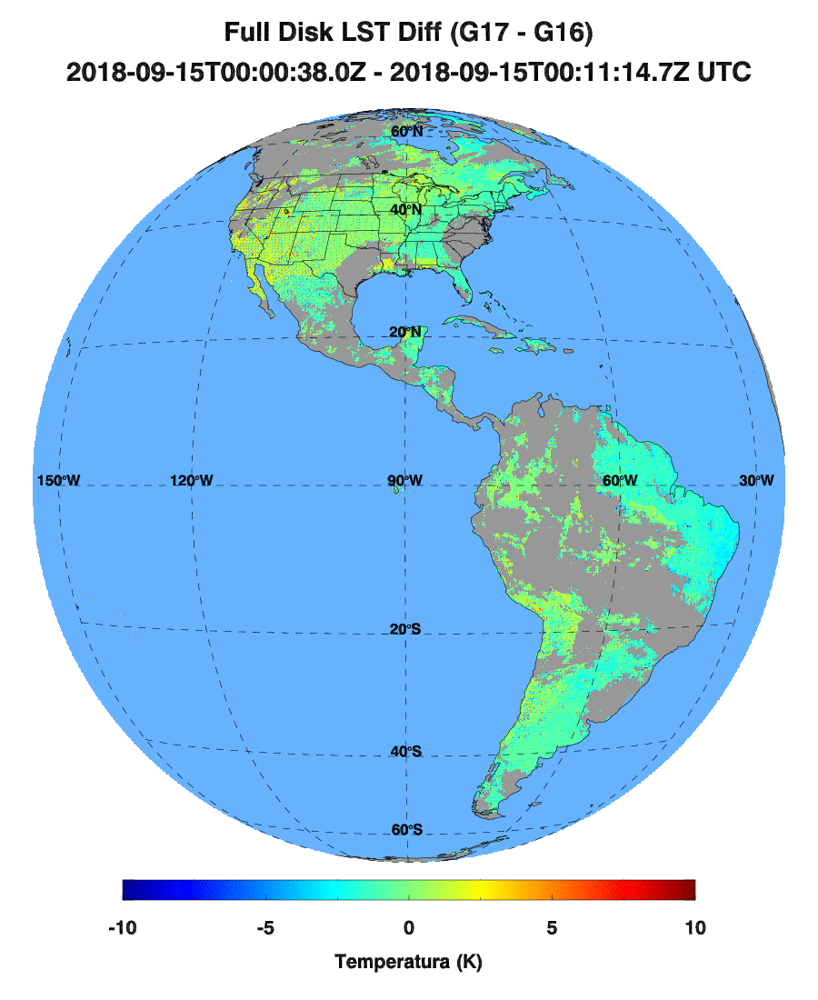 Full Disk LST Diff (G17 - G16)
2018-09-15T00:00:38.0Z - 2018-09-15T00:11:14.7Z UTC
60°N
40°N
20°N
150°W 120°W 90°W 60°W 30°W
20°S
40°S
60°S
-10 -5 0 5 10
Temperatura (K)